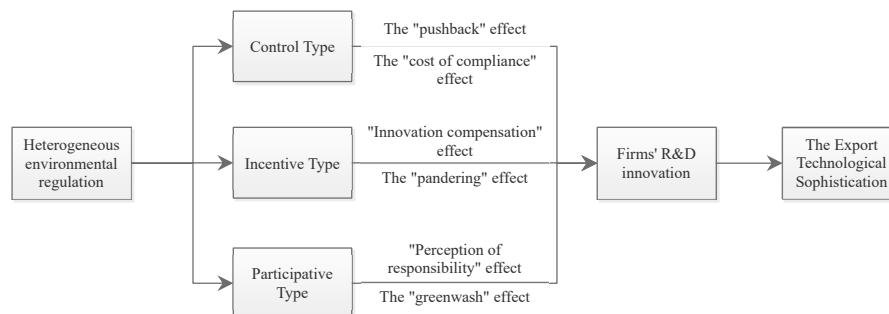 Heterogeneous
environmental
regulation
Control Type
The "pushback" effect
The "cost of compliance"
effect
Incentive Type
"Innovation compensation"
effect
The "pandering" effect
Participative
Type
"Perception of
responsibility" effect
The "greenwash" effect
Firms' R&D
innovation
The Export
Technological
Sophistication